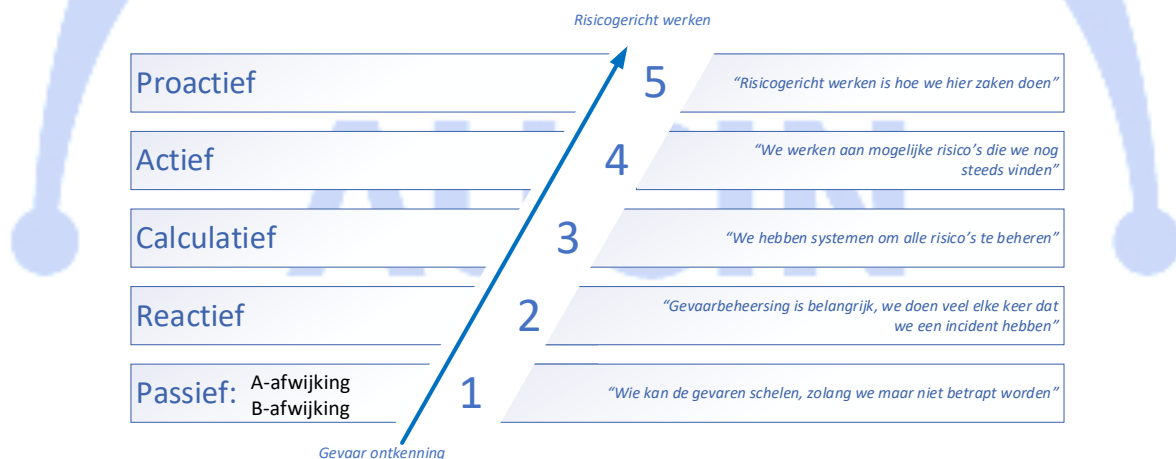 Risicogericht werken
Proactief
5
“Risicogericht werken is hoe we hier zaken doen”
Actief
4
“We werken aan mogelijke risico’s die we nog
steeds vinden”
Calculatief
3
“We hebben systemen om alle risico’s te beheren”
Reactief
2
“Gevaarbeheersing is belangrijk, we doen veel elke keer dat
we een incident hebben”
Passief:
A-afwijking
B-afwijking
1
“Wie kan de gevaren schelen, zolang we maar niet betrapt worden”
Gevaar ontkenning